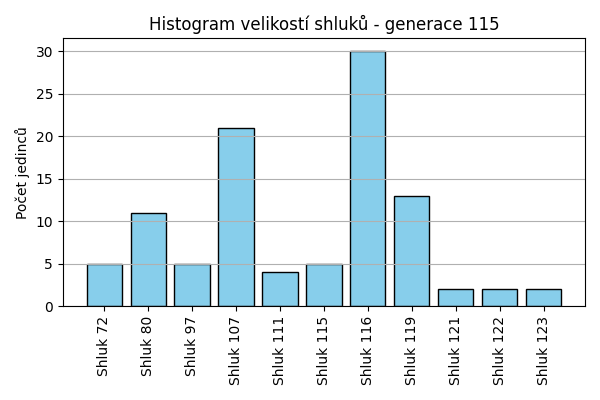 Histogram velikostí shluků - generace 115
Počet jedinců
30
25
20
15
10
5
0
Shluk 72
Shluk 80
Shluk 97
Shluk 107
Shluk 111
Shluk 115
Shluk 116
Shluk 119
Shluk 121
Shluk 122
Shluk 123